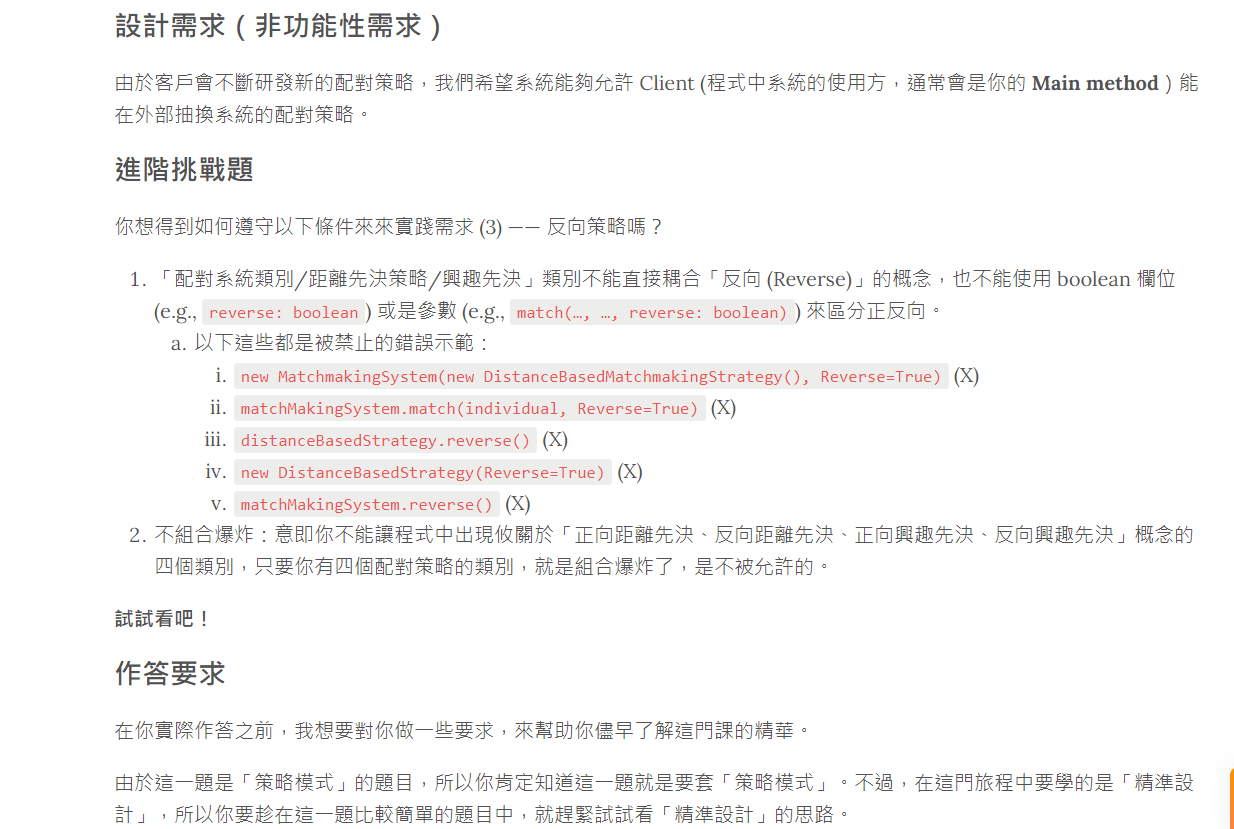 設計需求 ( 非功能性需求 )
由於客戶會不斷研發新的配對策略，我們希望系統能夠允許 Client (程式中系統的使用方，通常會是你的 Main method ) 能
在外部抽換系統的配對策略。
進階挑戰題
你想得到如何遵守以下條件來來實踐需求 (3) —— 反向策略嗎？
1. 「配對系統類別/距離先決策略/興趣先決」類別不能直接耦合「反向 (Reverse)」的概念，也不能使用 boolean 欄位
(e.g., reverse: boolean ) 或是參數 (e.g., match(…, …, reverse: boolean) ) 來區分正反向。
a. 以下這些都是被禁止的錯誤示範：
i. new MatchmakingSystem(new DistanceBasedMatchmakingStrategy(), Reverse=True) (X)
ii. matchMakingSystem.match(individual, Reverse=True) (X)
iii. distanceBasedStrategy.reverse() (X)
iv. new DistanceBasedStrategy(Reverse=True) (X)
v. matchMakingSystem.reverse() (X)
2. 不組合爆炸：意即你不能讓程式中出現攸關於「正向距離先決、反向距離先決、正向興趣先決、反向興趣先決」概念的
四個類別，只要你有四個配對策略的類別，就是組合爆炸了，是不被允許的。
試試看吧！
作答要求
在你實際作答之前，我想要對你做一些要求，來幫助你儘早了解這門課的精華。
由於這一題是「策略模式」的題目，所以你肯定知道這一題就是要套「策略模式」。不過，在這門旅程中要學的是「精準設
計」，所以你要趁在這一題比較簡單的題目中，就趕緊試試看「精準設計」的思路。